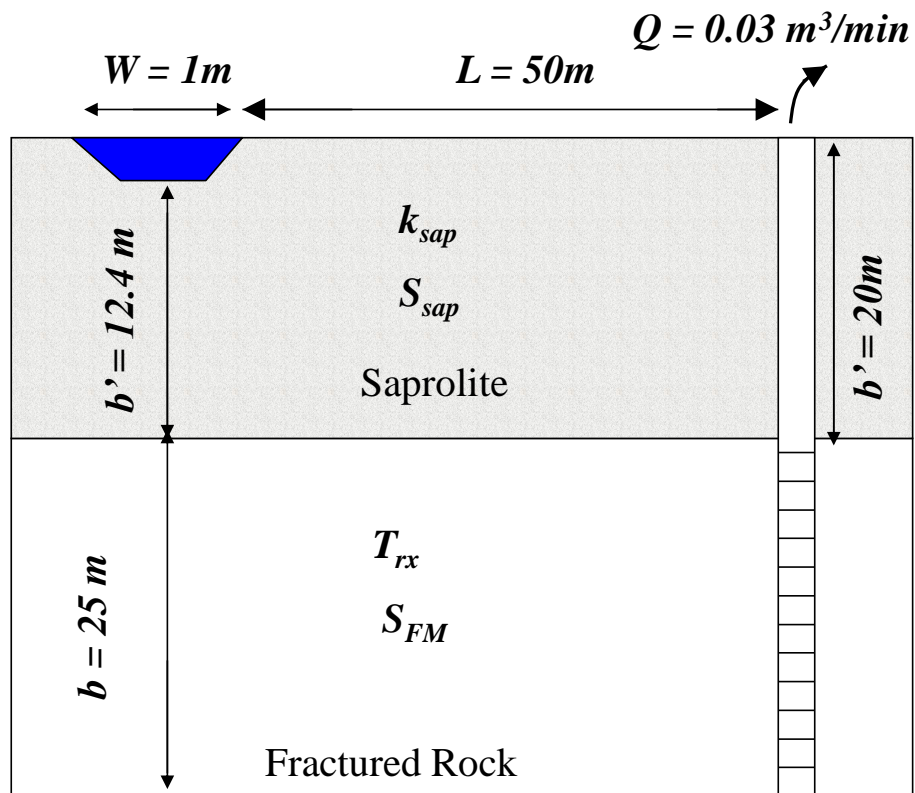 Q = 0.03 m³/min
W = 1m
L = 50m
k_sap
S_sap
b’ = 12.4 m
b’ = 20m
Saprolite
T_rx
S_FM
b = 25 m
Fractured Rock